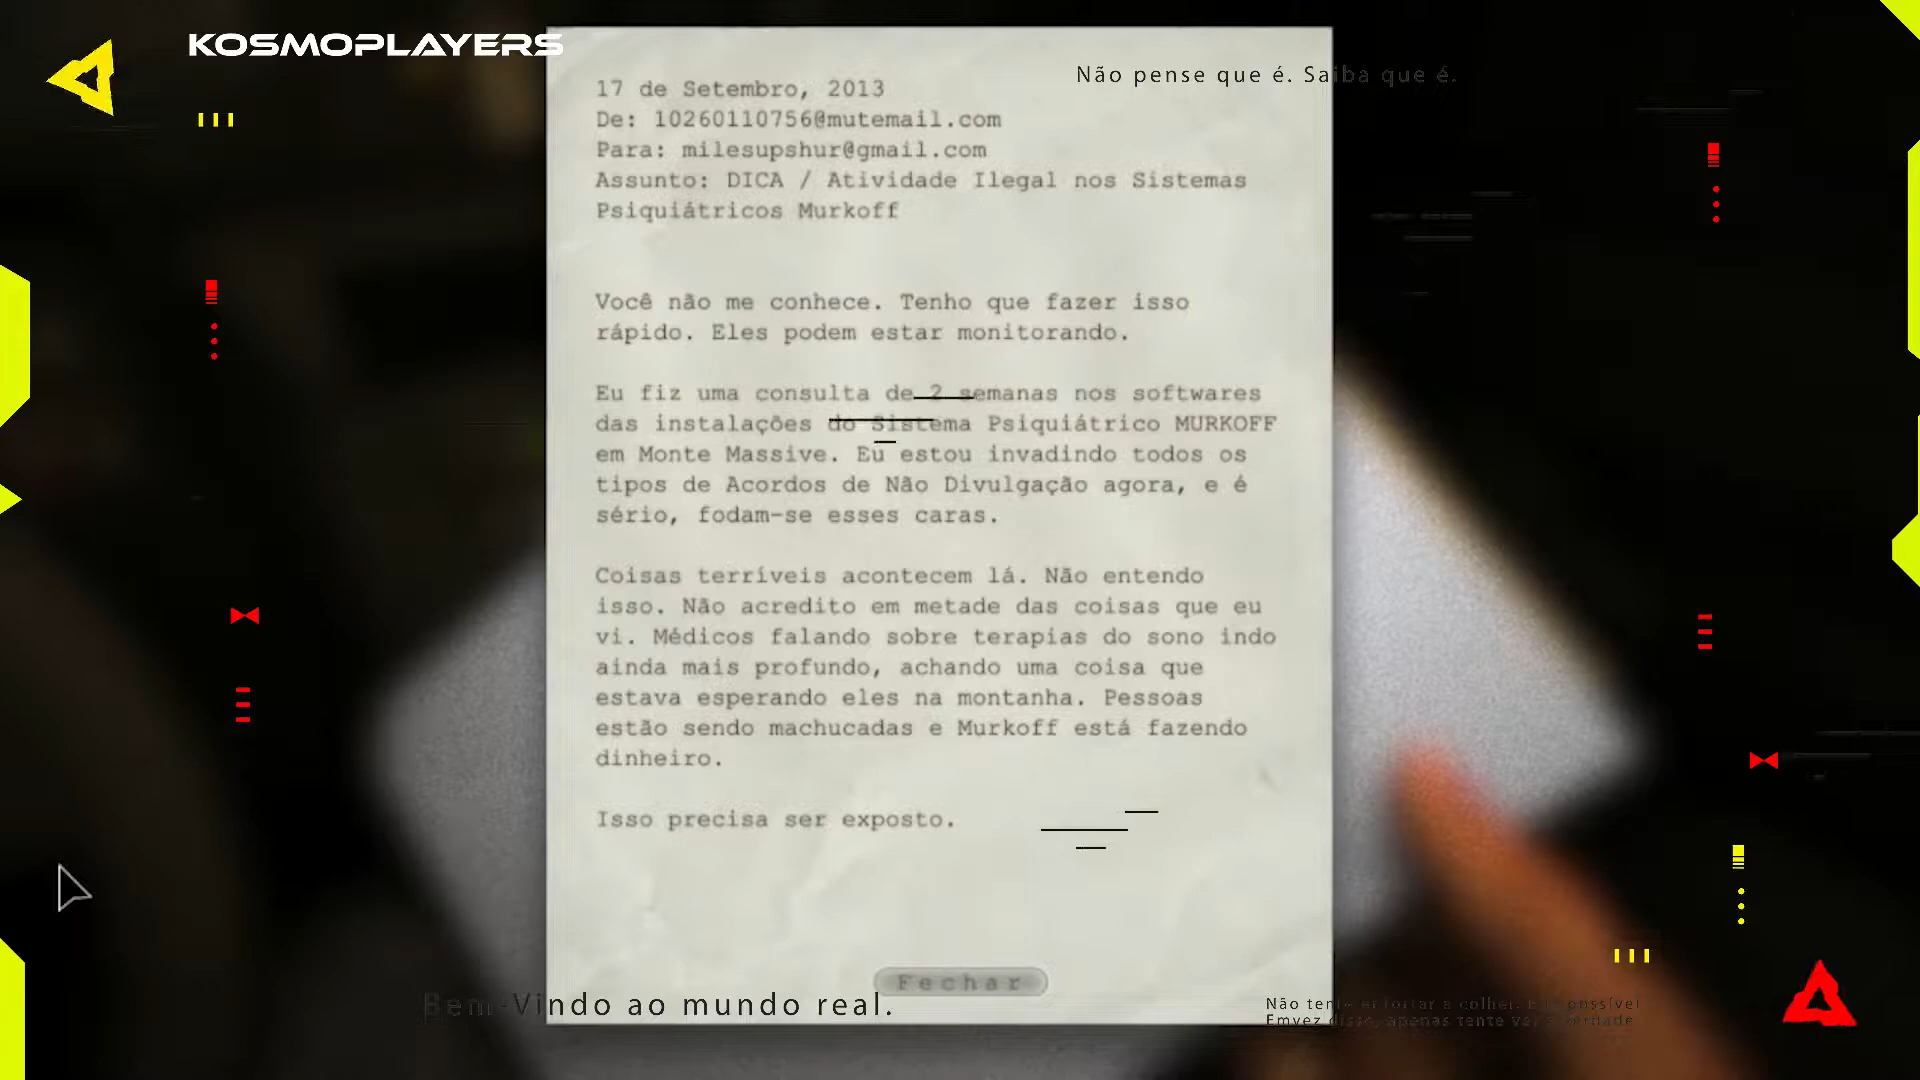 KOSMOPLAYERS
Não pense que é. Saiba que é.
17 de Setembro, 2013
De: 10260110756@mutemail.com
Para: milesupshur@gmail.com
Assunto: DICA / Atividade Ilegal nos Sistemas
Psiquiátricos Murkoff
Você não me conhece. Tenho que fazer isso
rápido. Eles podem estar monitorando.
Eu fiz uma consulta de 2 semanas nos softwares
das instalações do Sistema Psiquiátrico MURKOFF
em Monte Massive. Eu estou invadindo todos os
tipos de Acordos de Não Divulgação agora, e é
sério, fodam-se esses caras.
Coisas terríveis acontecem lá. Não entendo
isso. Não acredito em metade das coisas que eu
vi. Médicos falando sobre terapias do sono indo
ainda mais profundo, achando uma coisa que
estava esperando eles na montanha. Pessoas
estão sendo machucadas e Murkoff está fazendo
dinheiro.
Isso precisa ser exposto.
Fechar
Bem-Vindo ao mundo real.
Não a colher.
Emvez disso, apenas tente